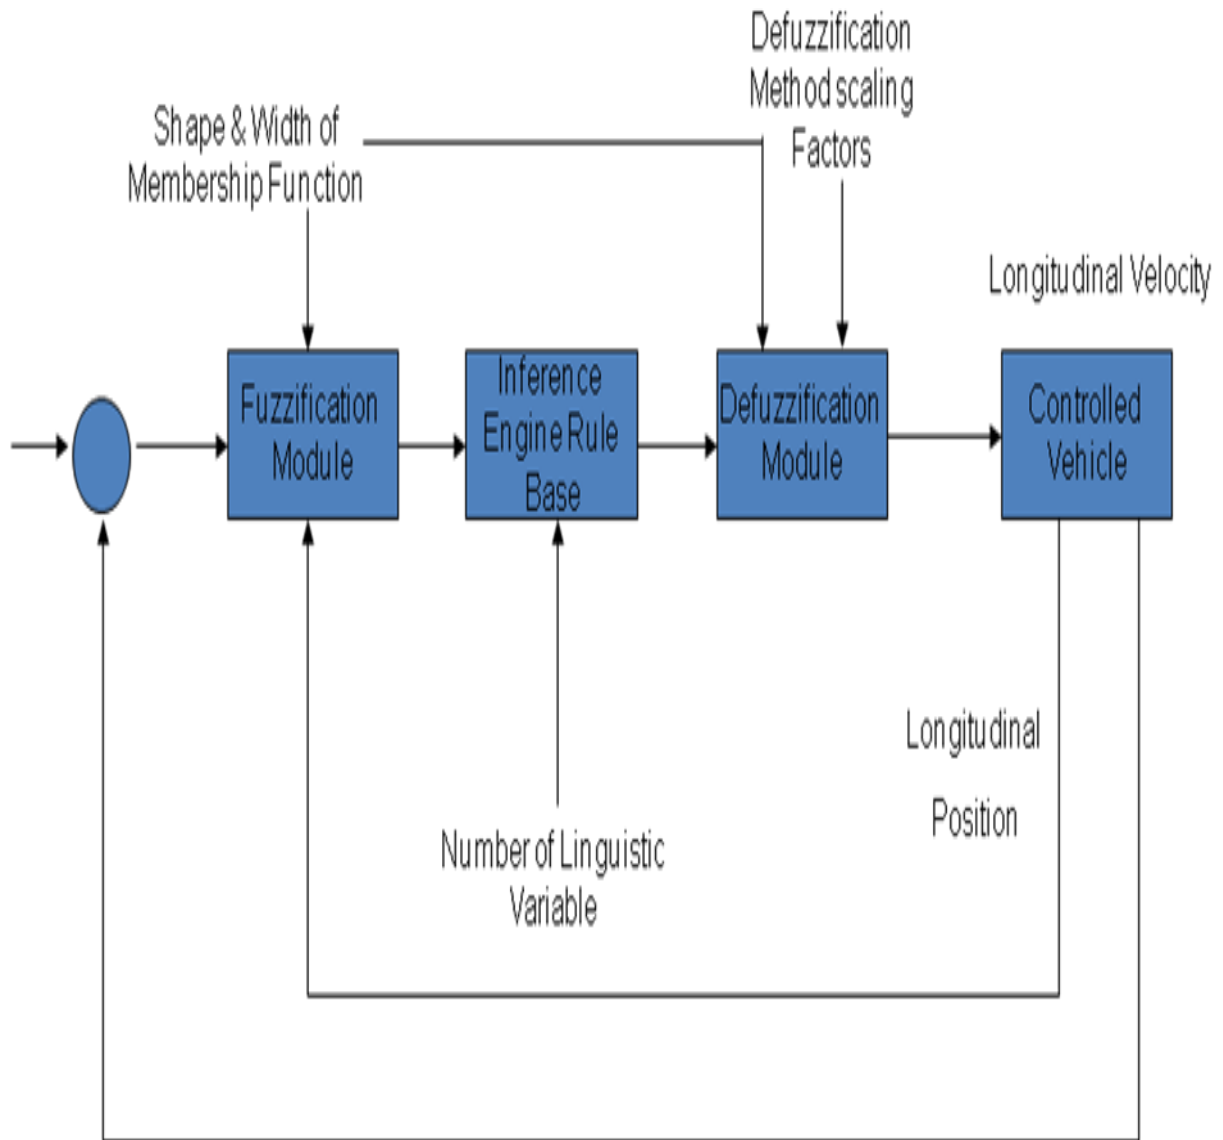 Defuzzification
Method scaling
Factors
Shape & Width of
Membership Function
Longitudinal Velocity
Fuzzification
Module
Inference
Engine Rule
Base
Defuzzification
Module
Controlled
Vehicle
Longitudinal
Position
Number of Linguistic
Variable